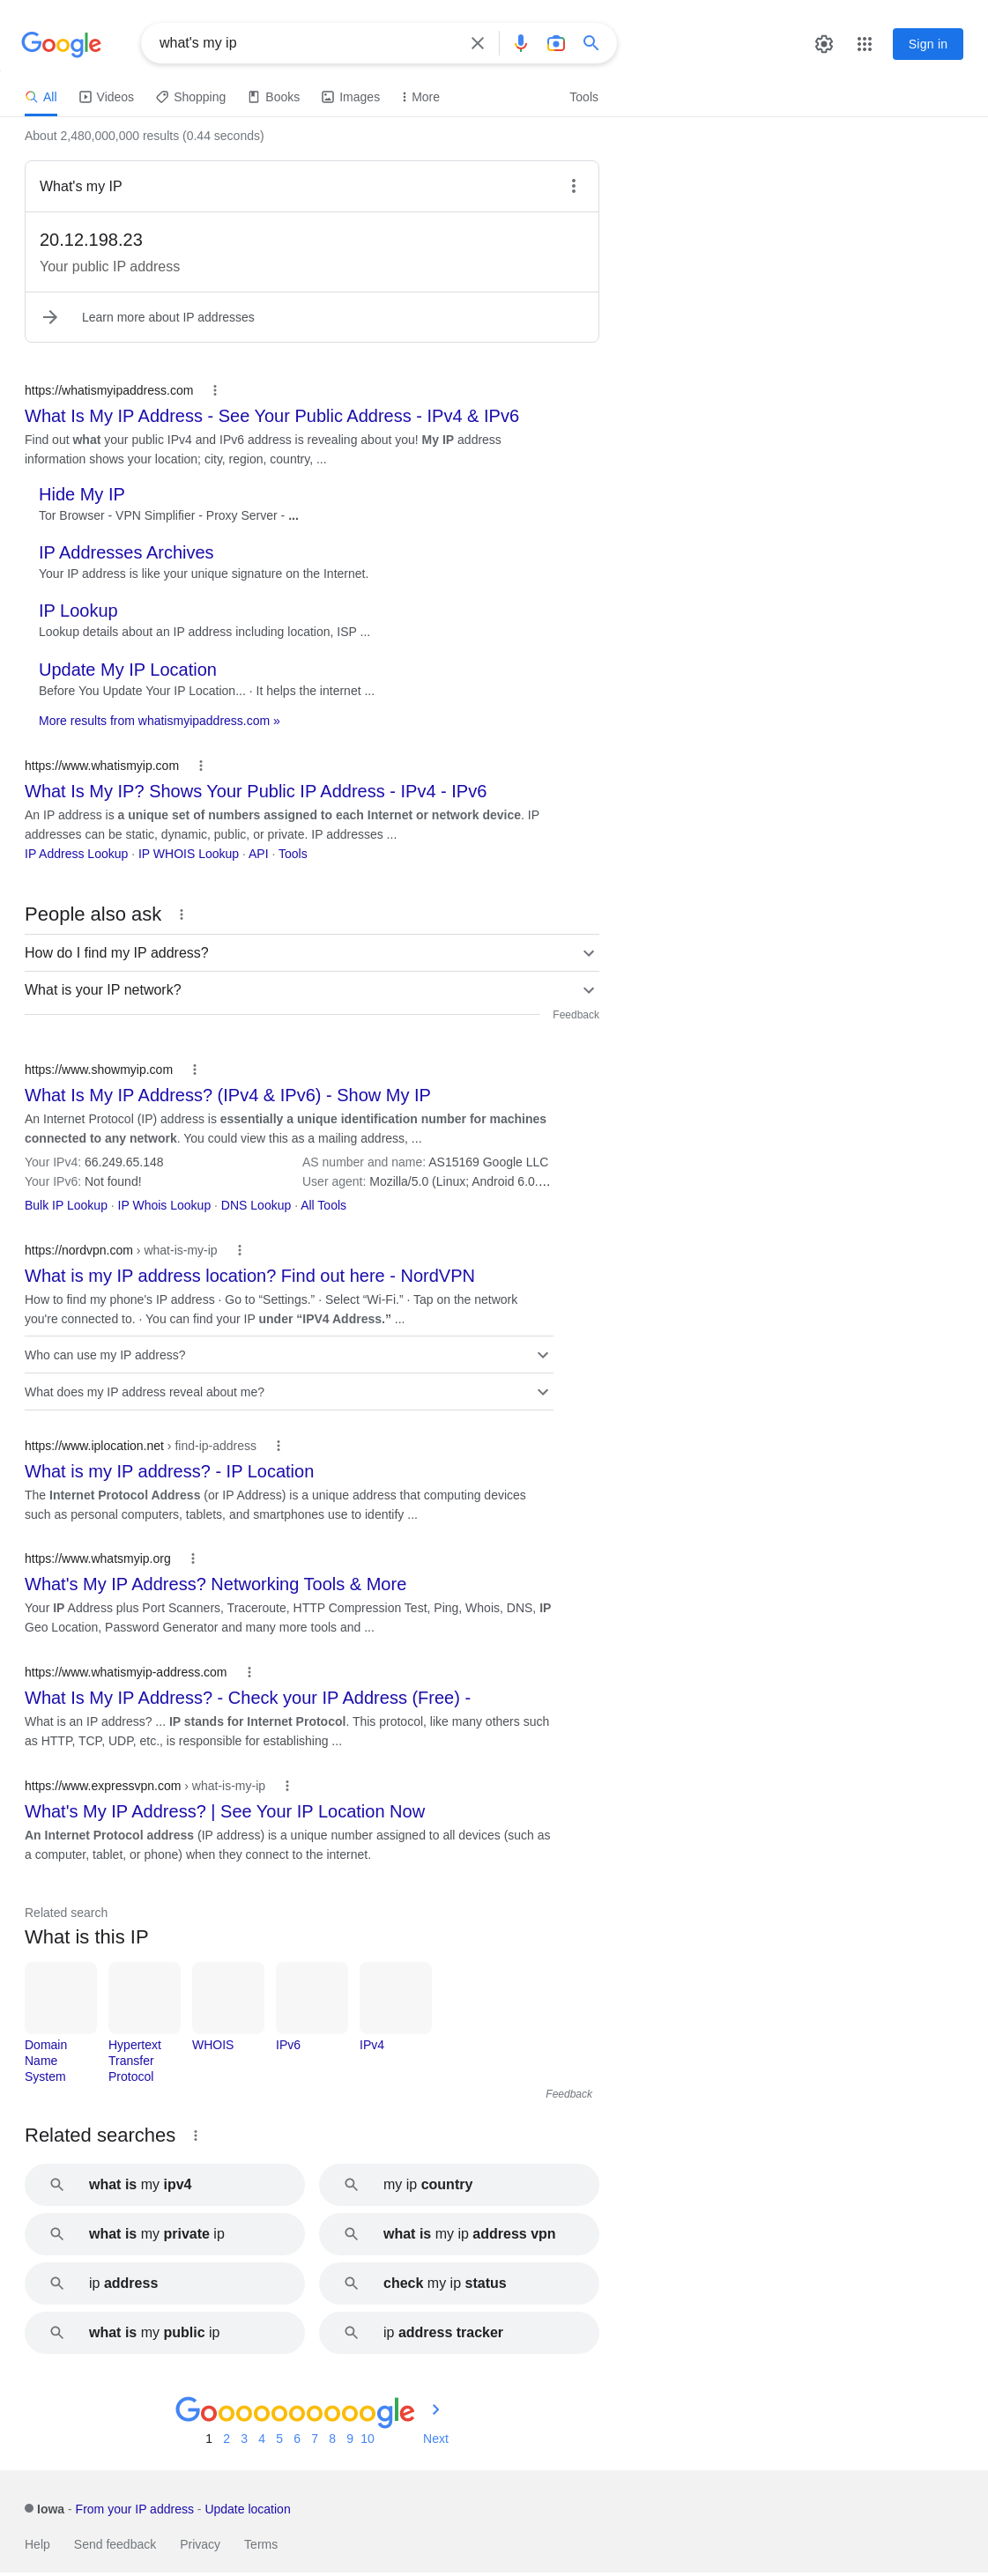 Google
what's my ip
Sign in
All Videos Shopping Books Images More Tools
About 2,480,000,000 results (0.44 seconds)
What's my IP
20.12.198.23
Your public IP address
Learn more about IP addresses
https://whatismyipaddress.com
What Is My IP Address - See Your Public Address - IPv4 & IPv6
Find out what your public IPv4 and IPv6 address is revealing about you! My IP address
information shows your location; city, region, country, ...
Hide My IP
Tor Browser - VPN Simplifier - Proxy Server - ...
IP Addresses Archives
Your IP address is like your unique signature on the Internet.
IP Lookup
Lookup details about an IP address including location, ISP ...
Update My IP Location
Before You Update Your IP Location... · It helps the internet ...
More results from whatismyipaddress.com »
https://www.whatismyip.com
What Is My IP? Shows Your Public IP Address - IPv4 - IPv6
An IP address is a unique set of numbers assigned to each Internet or network device. IP
addresses can be static, dynamic, public, or private. IP addresses ...
IP Address Lookup · IP WHOIS Lookup · API · Tools
People also ask
How do I find my IP address?
What is your IP network?
Feedback
https://www.showmyip.com
What Is My IP Address? (IPv4 & IPv6) - Show My IP
An Internet Protocol (IP) address is essentially a unique identification number for machines
connected to any network. You could view this as a mailing address, ...
Your IPv4: 66.249.65.148 AS number and name: AS15169 Google LLC
Your IPv6: Not found! User agent: Mozilla/5.0 (Linux; Android 6.0....
Bulk IP Lookup · IP Whois Lookup · DNS Lookup · All Tools
https://nordvpn.com › what-is-my-ip
What is my IP address location? Find out here - NordVPN
How to find my phone's IP address · Go to “Settings.” · Select “Wi-Fi.” · Tap on the network
you're connected to. · You can find your IP under “IPV4 Address.” ...
Who can use my IP address?
What does my IP address reveal about me?
https://www.iplocation.net › find-ip-address
What is my IP address? - IP Location
The Internet Protocol Address (or IP Address) is a unique address that computing devices
such as personal computers, tablets, and smartphones use to identify ...
https://www.whatsmyip.org
What's My IP Address? Networking Tools & More
Your IP Address plus Port Scanners, Traceroute, HTTP Compression Test, Ping, Whois, DNS, IP
Geo Location, Password Generator and many more tools and ...
https://www.whatismyip-address.com
What Is My IP Address? - Check your IP Address (Free) -
What is an IP address? ... IP stands for Internet Protocol. This protocol, like many others such
as HTTP, TCP, UDP, etc., is responsible for establishing ...
https://www.expressvpn.com › what-is-my-ip
What's My IP Address? | See Your IP Location Now
An Internet Protocol address (IP address) is a unique number assigned to all devices (such as
a computer, tablet, or phone) when they connect to the internet.
Related search
What is this IP
Domain Name System
Hypertext Transfer Protocol
WHOIS
IPv6
IPv4
Feedback
Related searches
what is my ipv4
my ip country
what is my private ip
what is my ip address vpn
ip address
check my ip status
what is my public ip
ip address tracker
Goooooooooogle
1 2 3 4 5 6 7 8 9 10 Next
Iowa - From your IP address - Update location
Help Send feedback Privacy Terms